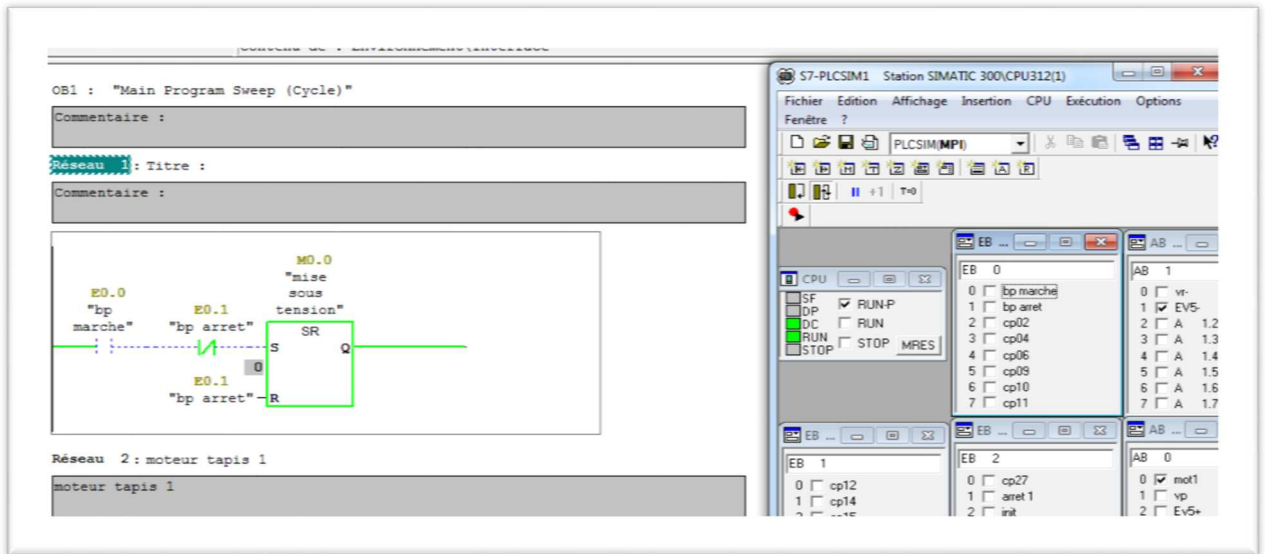 Contenu de : Environnement\Interface
OB1 : "Main Program Sweep (Cycle)"
Commentaire :
Réseau 1: Titre :
Commentaire :
M0.0
"mise
sous
tension"
E0.0
"bp
marche"
E0.1
"bp arret"
SR
S
Q
0
E0.1
"bp arret"
R
Réseau 2: moteur tapis 1
moteur tapis 1
S7-PLCSIM1 Station SIMATIC 300\CPU312(1)
Fichier Edition Affichage Insertion CPU Exécution Options
Fenêtre ?
PLCSIM(MPI)
+1 T=0
CPU
SF
DP
DC
RUN
STOP
RUN-P
RUN
STOP MRES
EB ...
EB 0
0 bp marche
1 bp arret
2 cp02
3 cp04
4 cp06
5 cp09
6 cp10
7 cp11
AB ...
AB 1
0 vr-
1 EV5-
2 A 1.2
3 A 1.3
4 A 1.4
5 A 1.5
6 A 1.6
7 A 1.7
EB ...
EB 1
0 cp12
1 cp14
2 cp15
EB ...
EB 2
0 cp27
1 arret 1
2 init
AB ...
AB 0
0 mot1
1 vp
2 Ev5+